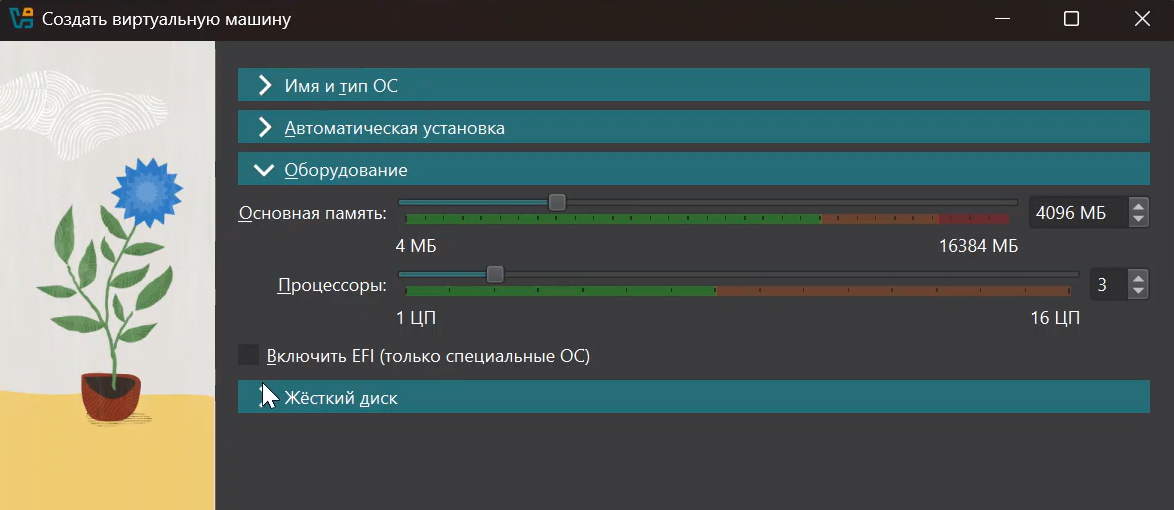 Создать виртуальную машину
Имя и тип ОС
Автоматическая установка
Оборудование
Основная память:
4096 МБ
4 МБ
16384 МБ
Процессоры:
3
1 ЦП
16 ЦП
Включить EFI (только специальные ОС)
Жёсткий диск